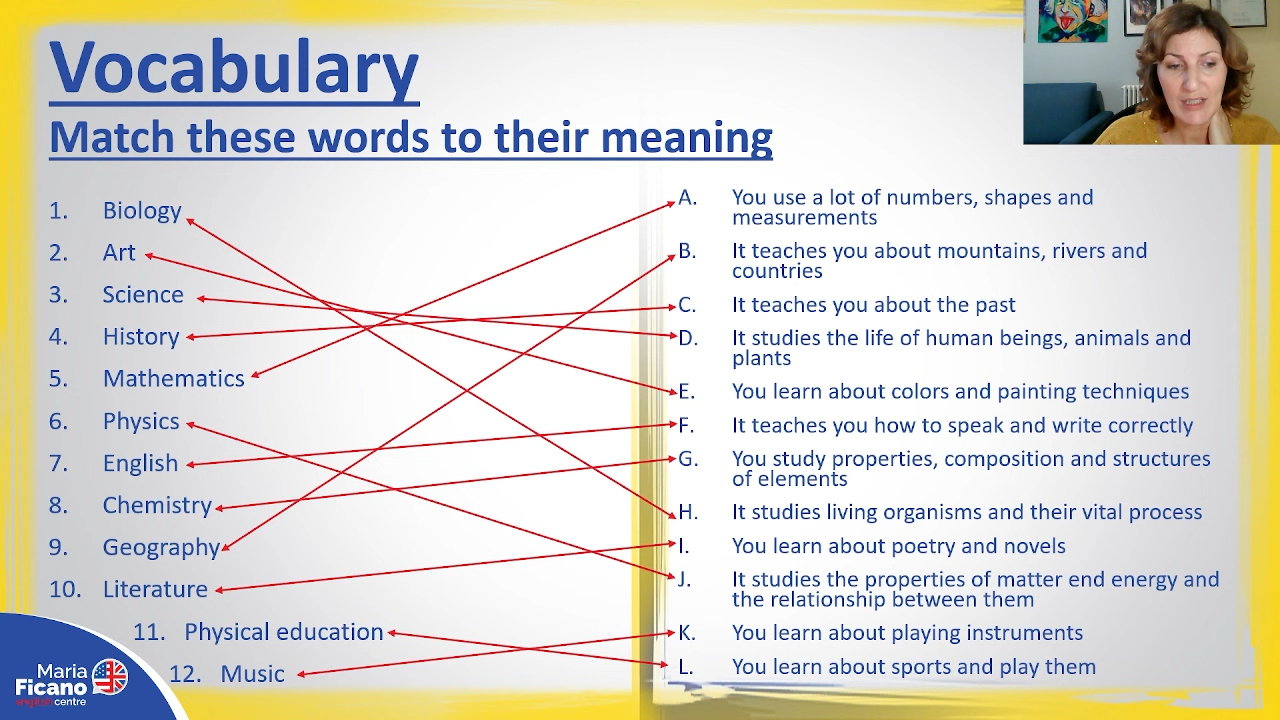 Vocabulary
Match these words to their meaning
1. Biology
2. Art
3. Science
4. History
5. Mathematics
6. Physics
7. English
8. Chemistry
9. Geography
10. Literature
11. Physical education
12. Music
A. You use a lot of numbers, shapes and
measurements
B. It teaches you about mountains, rivers and
countries
C. It teaches you about the past
D. It studies the life of human beings, animals and
plants
E. You learn about colors and painting techniques
F. It teaches you how to speak and write correctly
G. You study properties, composition and structures
of elements
H. It studies living organisms and their vital process
I. You learn about poetry and novels
J. It studies the properties of matter end energy and
the relationship between them
K. You learn about playing instruments
L. You learn about sports and play them
Maria
Ficano
english centre